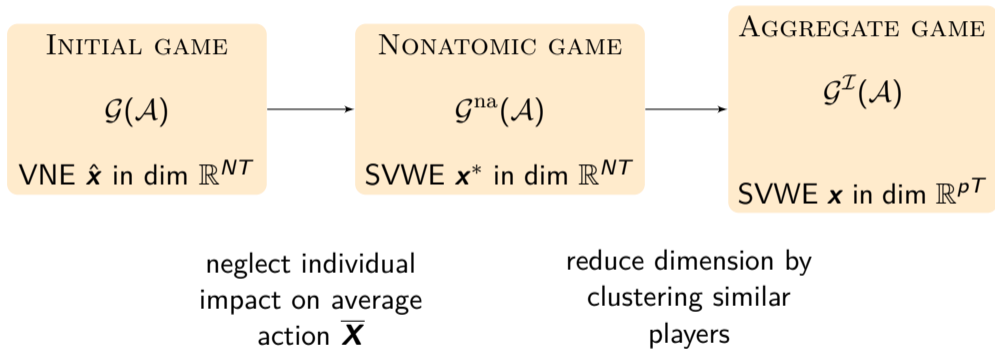 INITIAL GAME
𝒢(𝒜)
VNE x̂ in dim ℝ^{NT}
NONATOMIC GAME
𝒢^{na}(𝒜)
SVWE x* in dim ℝ^{NT}
AGGREGATE GAME
𝒢^{ℐ}(𝒜)
SVWE x in dim ℝ^{pT}
neglect individual
impact on average
action X̅
reduce dimension by
clustering similar
players